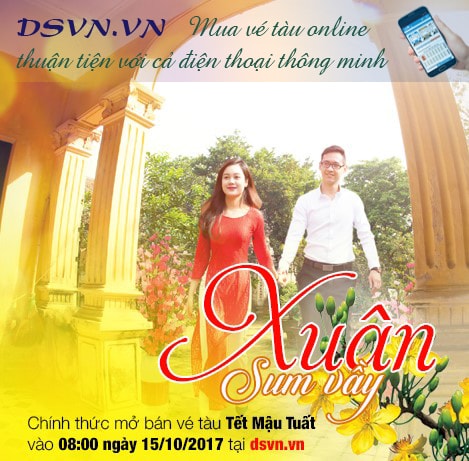 DSVN.VN Mua vé tàu online
thuận tiện với cả điện thoại thông minh
Xuân
Sum vầy
Chính thức mở bán vé tàu Tết Mậu Tuất
vào 08:00 ngày 15/10/2017 tại dsvn.vn